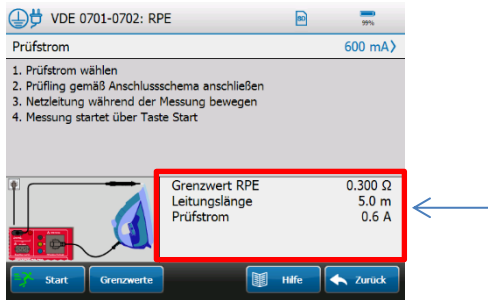 VDE 0701-0702: RPE
SD
99%
Prüfstrom 600 mA
1. Prüfstrom wählen
2. Prüfling gemäß Anschlussschema anschließen
3. Netzleitung während der Messung bewegen
4. Messung startet über Taste Start
Grenzwert RPE 0.300 Ω
Leitungslänge 5.0 m
Prüfstrom 0.6 A
Start Grenzwerte Hilfe Zurück